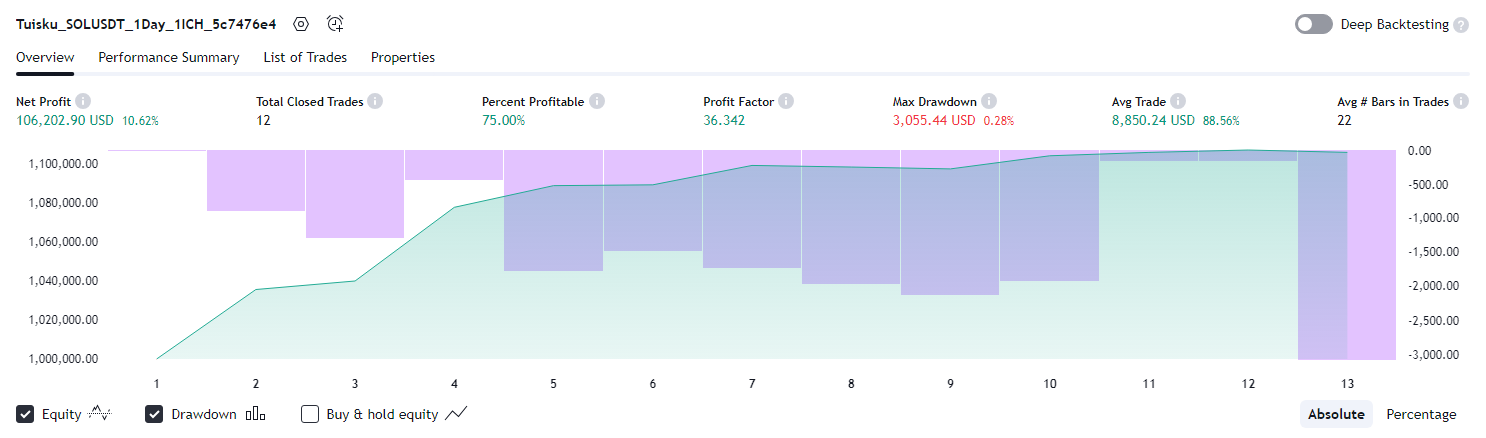 Tuisku_SOLUSDT_1Day_1ICH_5c7476e4
Deep Backtesting ?
Overview Performance Summary List of Trades Properties
Net Profit Total Closed Trades Percent Profitable Profit Factor Max Drawdown Avg Trade Avg # Bars in Trades
106,202.90 USD 10.62% 12 75.00% 36.342 3,055.44 USD 0.28% 8,850.24 USD 88.56% 22
1,100,000.00 0.00
1,080,000.00 -500.00
1,060,000.00 -1,000.00
1,040,000.00 -1,500.00
1,020,000.00 -2,000.00
1,000,000.00 -2,500.00
-3,000.00
1 2 3 4 5 6 7 8 9 10 11 12 13
Equity Drawdown Buy & hold equity Absolute Percentage